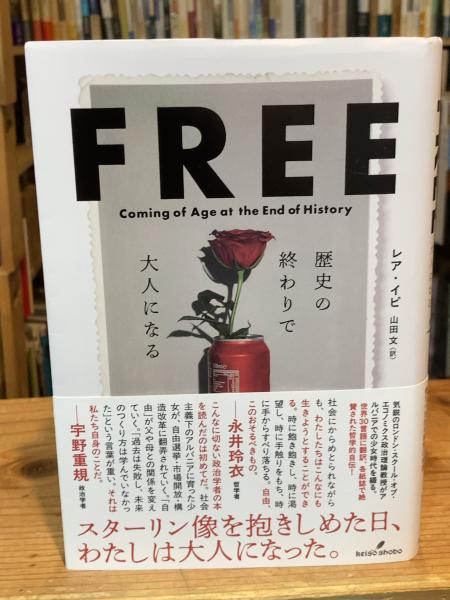 FREE
Coming of Age at the End of History
歴史の
終わりで
大人になる
レア・イピ
山田文(訳)
気鋭のロンドン・スクール・オブ・
エコノミクス政治理論教授がア
ルバニアでの少女時代を綴る。
世界30言語に翻訳、各紙誌で絶
賛された哲学的自伝。
社会にからめとられながら
も、わたしたちはこんなにも
生きようとすることができ
る。時に飽き飽きし、時に渇
望し、時に手触りをもち、時
に手からすべり落ちる。自由、
このおそるべきもの。
——永井玲衣 哲学者
こんなに切ない政治学者の本
を読んだのは初めてだ。社会
主義下のアルバニアに育った少
女が、自由選挙・市場開放・構
造改革に翻弄されていく。「自
由」が父や母との関係を変え
ていく。「過去は失敗し、未来
のつくり方は学んでいなかっ
た」という言葉が重い。それは
私たち自身のことだ。
——宇野重規 政治学者
スターリン像を抱きしめた日、
わたしは大人になった。
keiso shobo